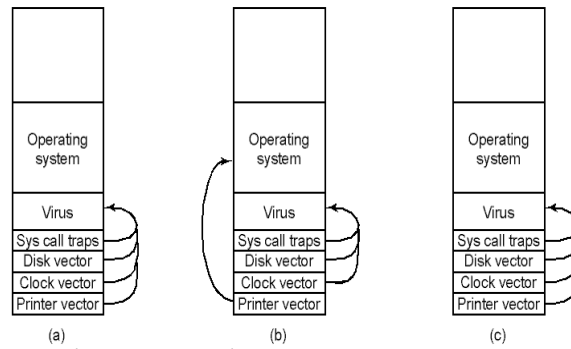 Operating
system
Virus
Sys call traps
Disk vector
Clock vector
Printer vector
(a)
Operating
system
Virus
Sys call traps
Disk vector
Clock vector
Printer vector
(b)
Operating
system
Virus
Sys call traps
Disk vector
Clock vector
Printer vector
(c)